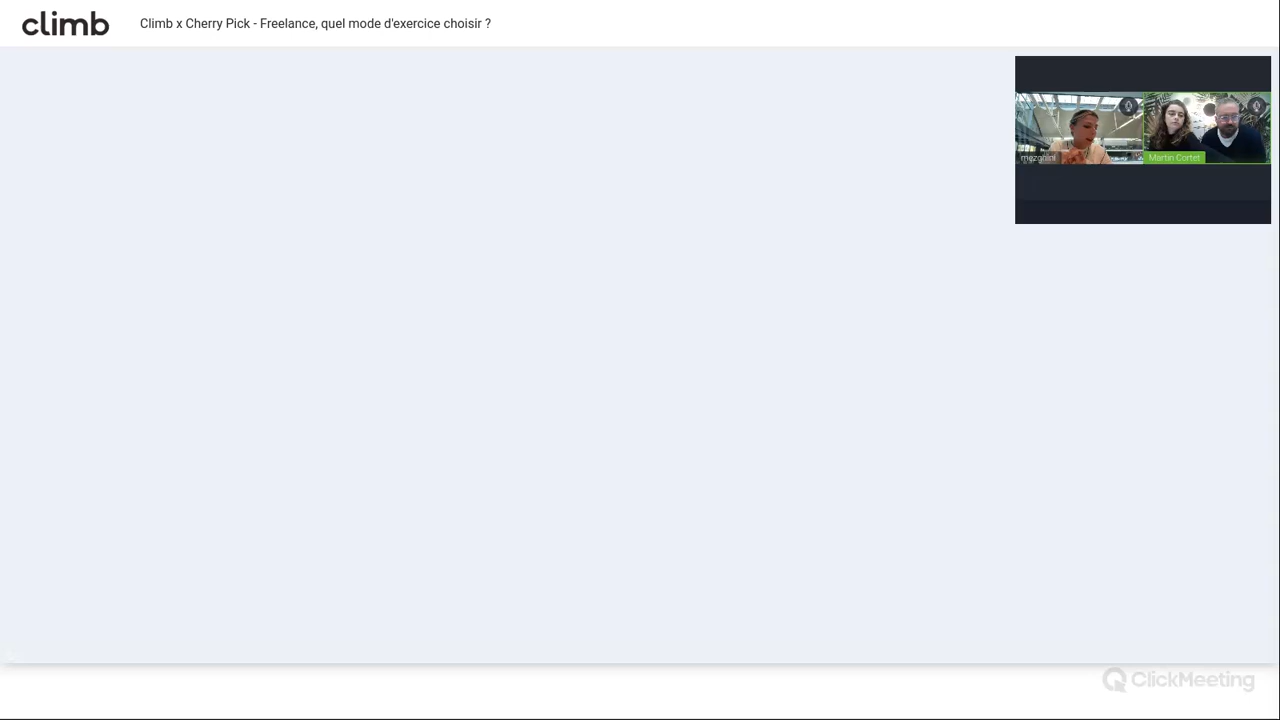 climb
Climb x Cherry Pick - Freelance, quel mode d'exercice choisir ?
Martin Cortet
ClickMeeting